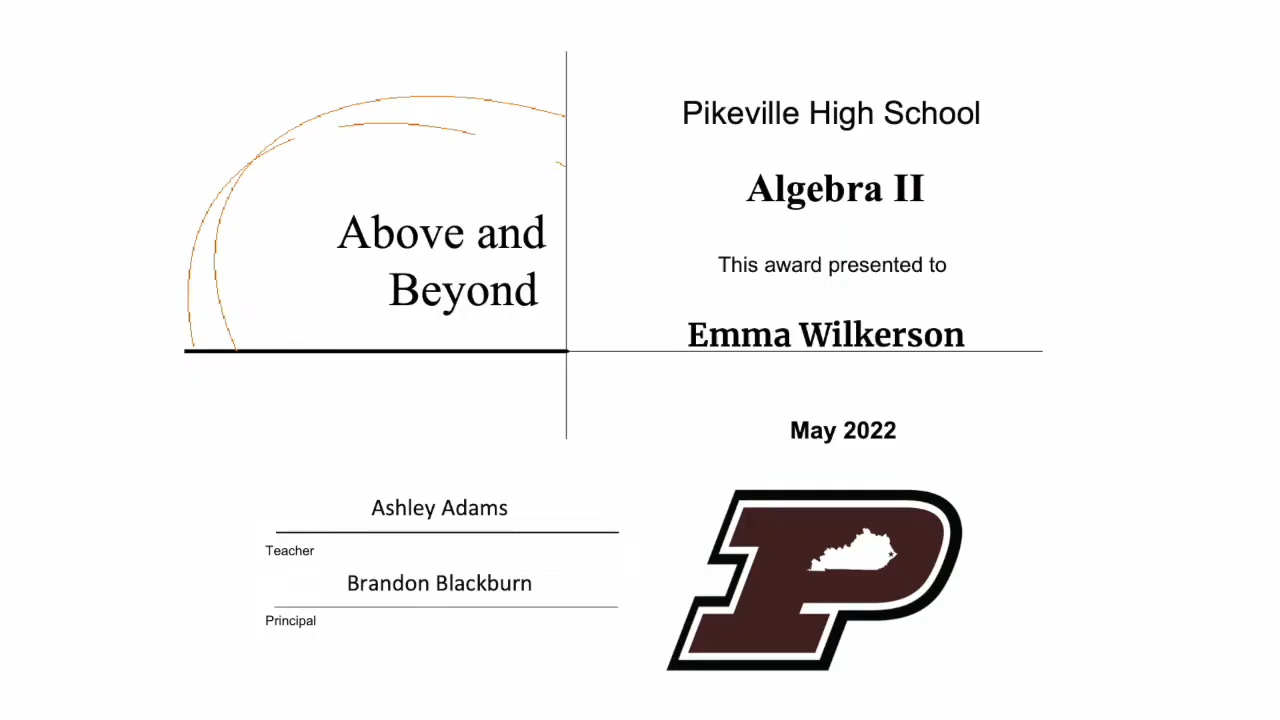 Above and
Beyond
Pikeville High School
Algebra II
This award presented to
Emma Wilkerson
May 2022
Ashley Adams
Teacher
Brandon Blackburn
Principal
P